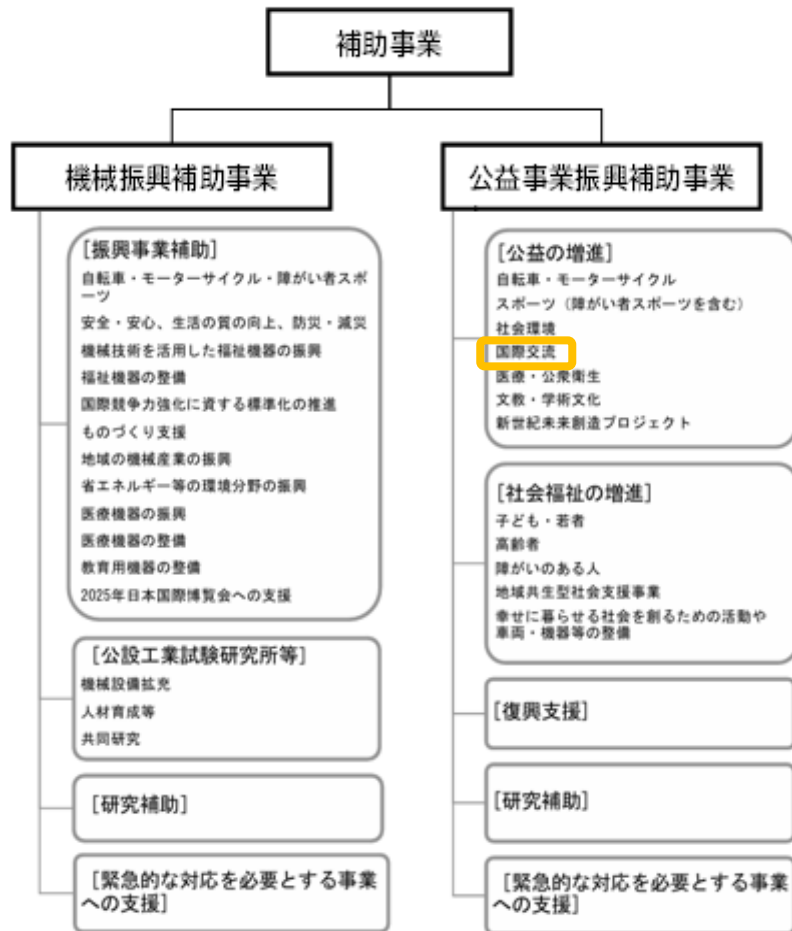 補助事業
機械振興補助事業
[振興事業補助]
自転車・モーターサイクル・障がい者スポ
ーツ
安全・安心、生活の質の向上、防災・減災
機械技術を活用した福祉機器の振興
福祉機器の整備
国際競争力強化に資する標準化の推進
ものづくり支援
地域の機械産業の振興
省エネルギー等の環境分野の振興
医療機器の振興
医療機器の整備
教育用機器の整備
2025年日本国際博覧会への支援
[公設工業試験研究所等]
機械設備拡充
人材育成等
共同研究
[研究補助]
[緊急的な対応を必要とする事業
への支援]
公益事業振興補助事業
[公益の増進]
自転車・モーターサイクル
スポーツ（障がい者スポーツを含む）
社会環境
国際交流
医療・公衆衛生
文教・学術文化
新世紀未来創造プロジェクト
[社会福祉の増進]
子ども・若者
高齢者
障がいのある人
地域共生型社会支援事業
幸せに暮らせる社会を創るための活動や
車両・機器等の整備
[復興支援]
[研究補助]
[緊急的な対応を必要とする事業
への支援]